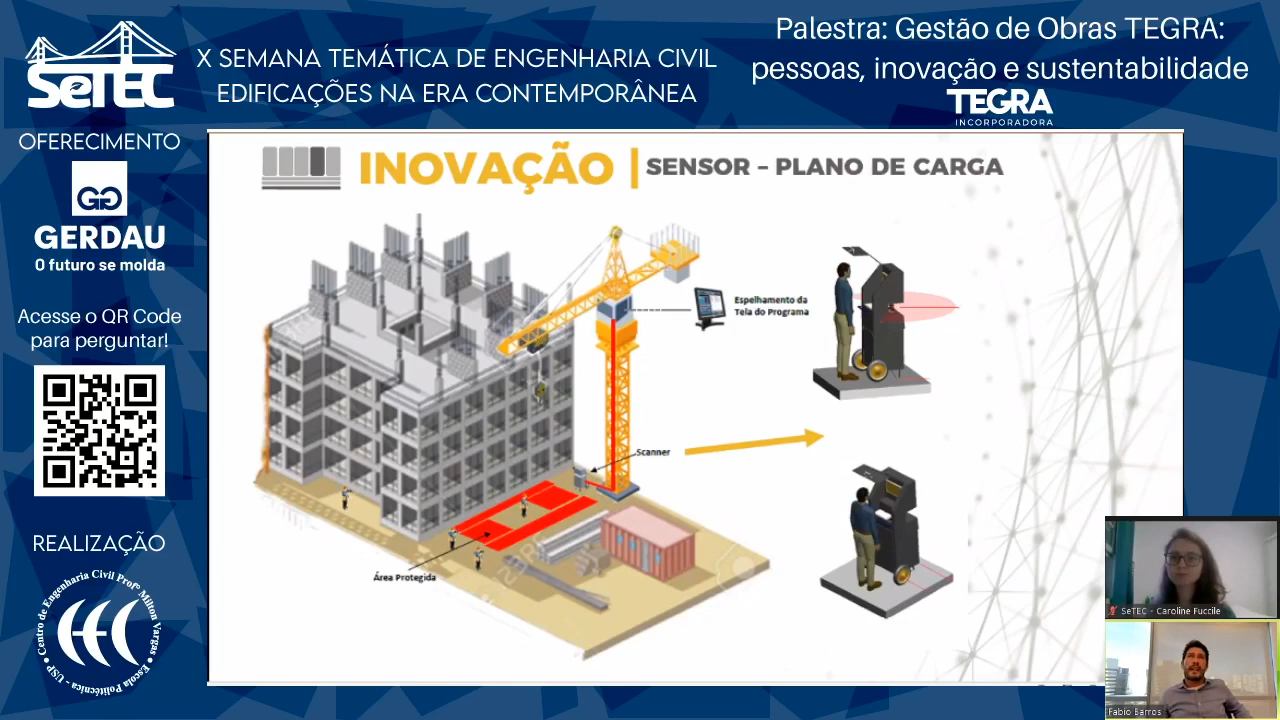 SeTEC
X SEMANA TEMÁTICA DE ENGENHARIA CIVIL
EDIFICAÇÕES NA ERA CONTEMPORÂNEA
Palestra: Gestão de Obras TEGRA:
pessoas, inovação e sustentabilidade
TEGRA
INCORPORADORA
OFERECIMENTO
GG
GERDAU
O futuro se molda
Acesse o QR Code
para perguntar!
REALIZAÇÃO
Centro de Engenharia Civil Profº Milton Vargas
Escola Politécnica - USP
CEC
INOVAÇÃO | SENSOR – PLANO DE CARGA
Espelhamento da
Tela do Programa
Scanner
Área Protegida
SeTEC - Caroline Fuccile
Fabio Barros